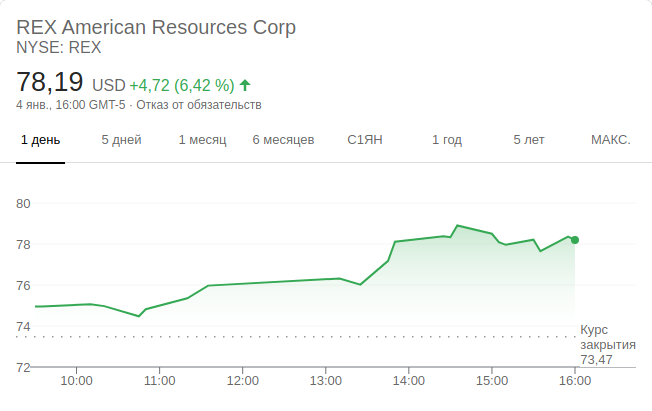 REX American Resources Corp
NYSE: REX
78,19 USD +4,72 (6,42 %)
4 янв., 16:00 GMT-5 · Отказ от обязательств
1 день 5 дней 1 месяц 6 месяцев С1ЯН 1 год 5 лет МАКС.
80
78
76
74
Курс
закрытия
73,47
72
10:00 11:00 12:00 13:00 14:00 15:00 16:00